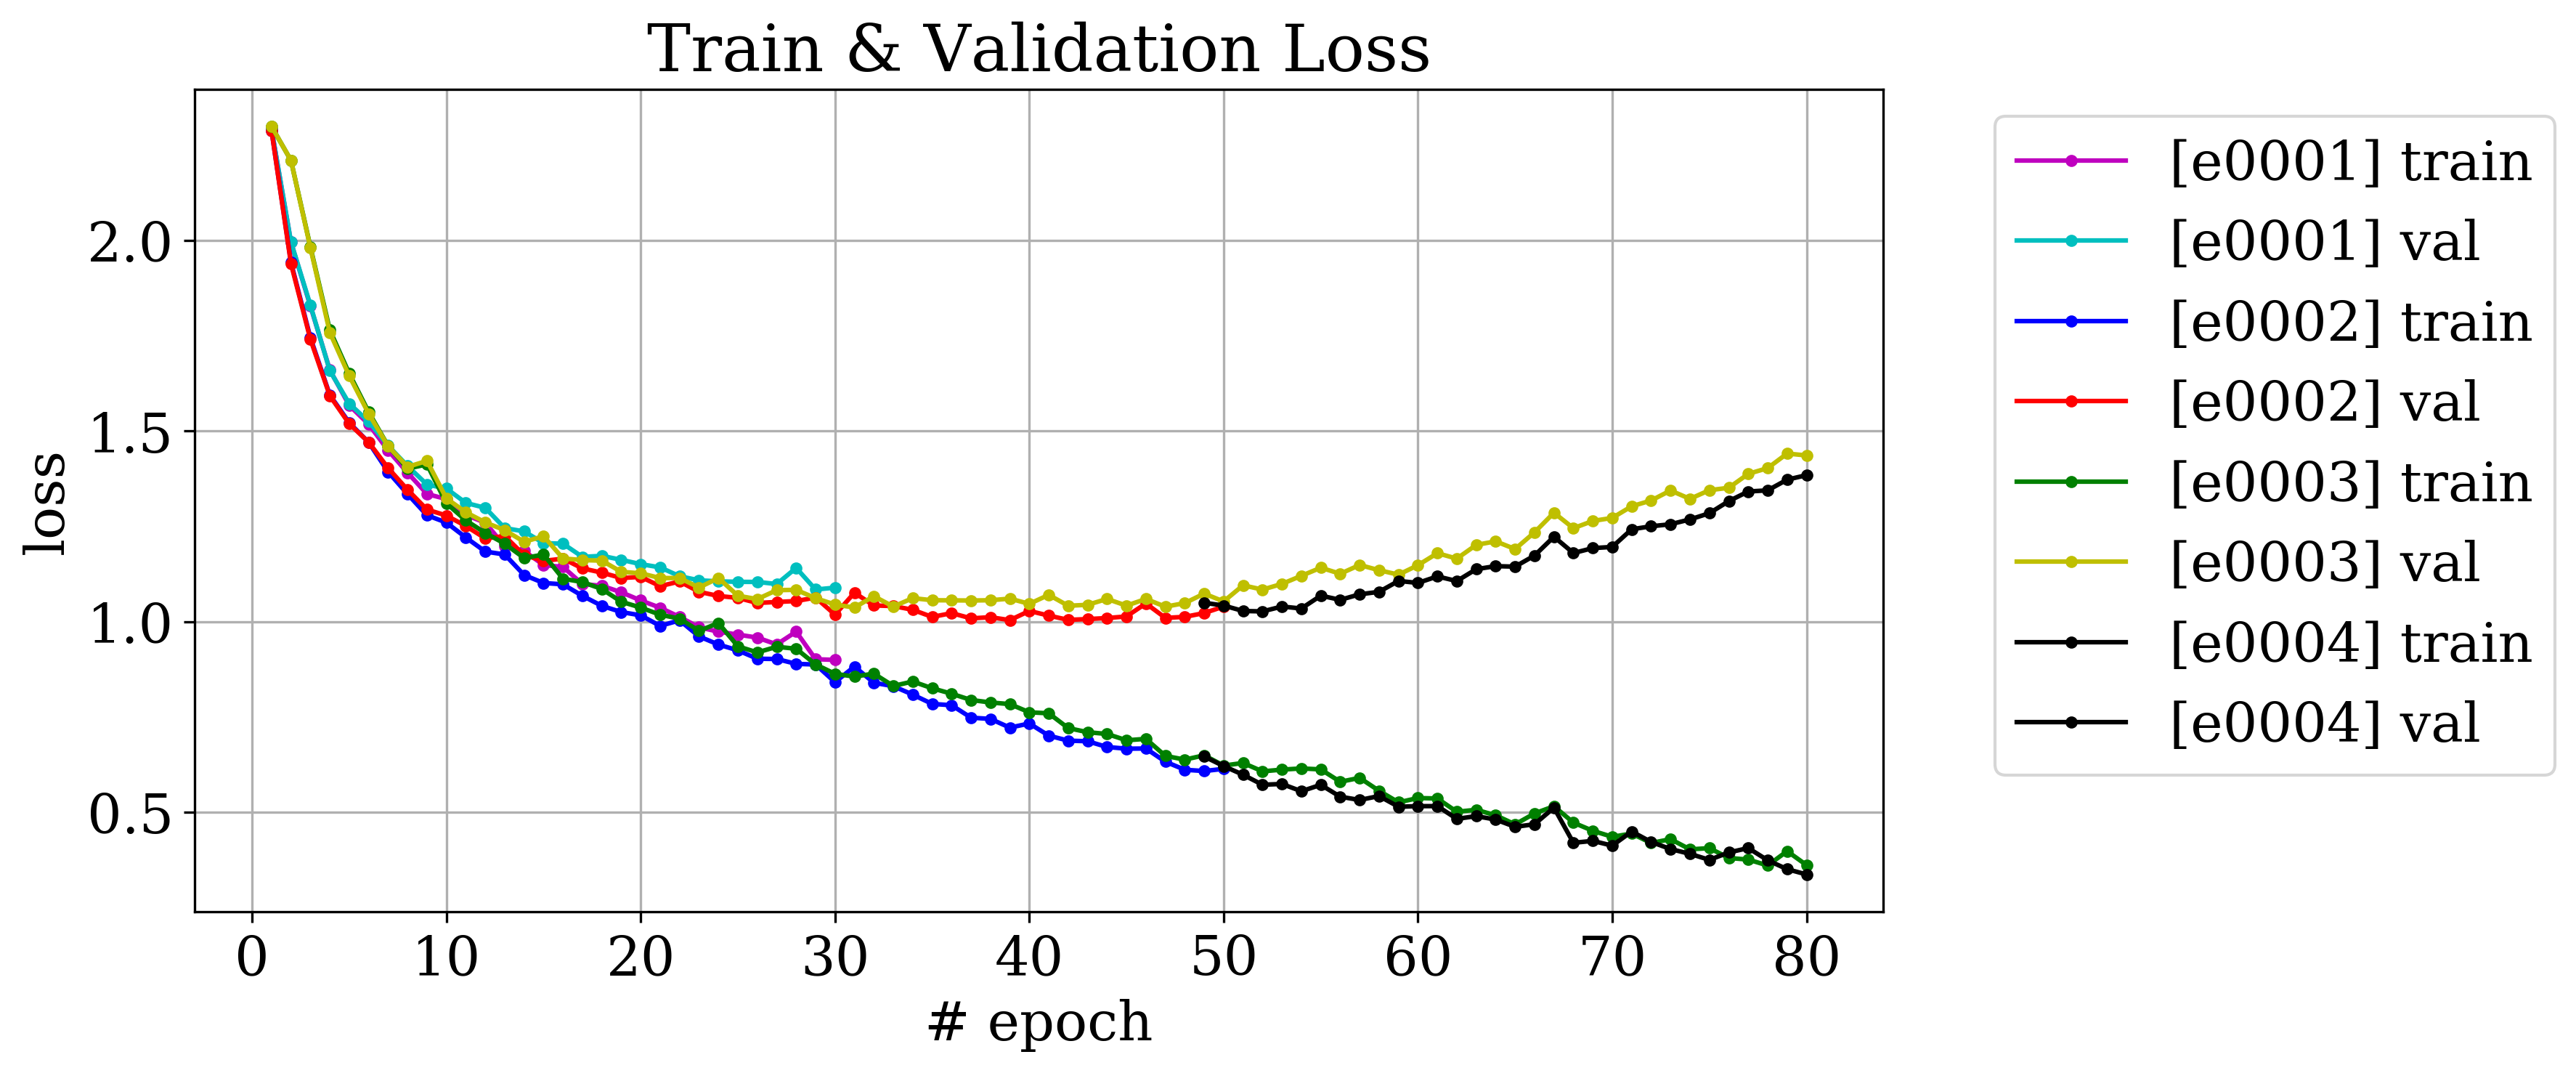 Train & Validation Loss
loss
2.0
1.5
1.0
0.5
0 10 20 30 40 50 60 70 80
# epoch
[e0001] train
[e0001] val
[e0002] train
[e0002] val
[e0003] train
[e0003] val
[e0004] train
[e0004] val